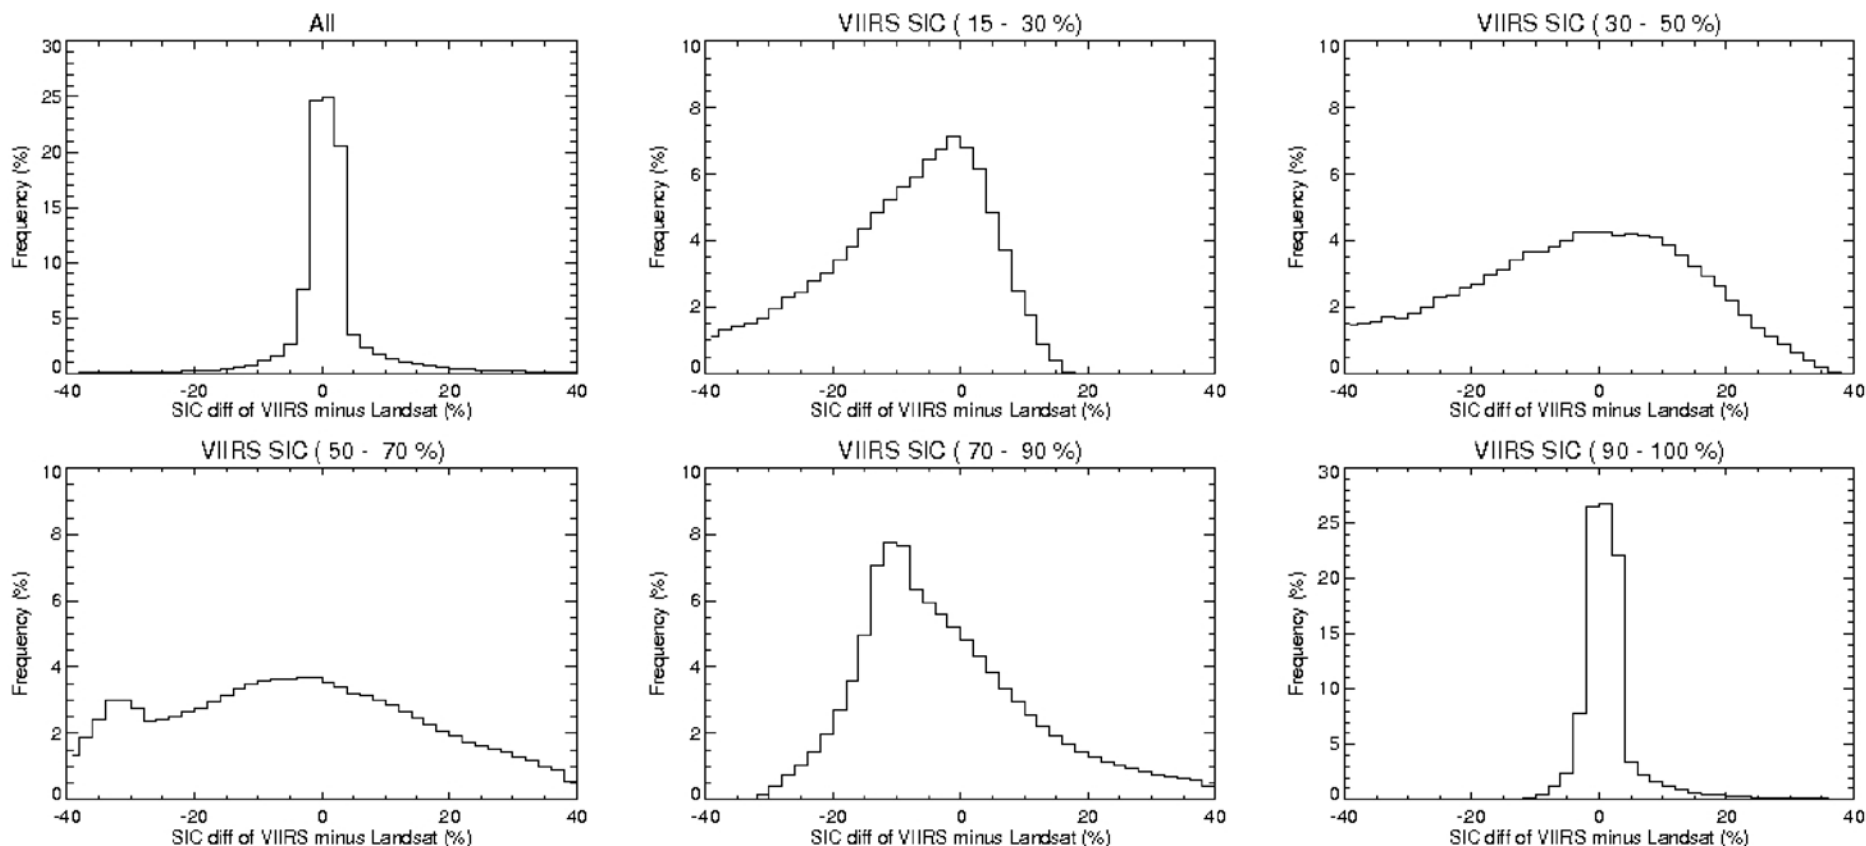 All
30
25
20
15
10
5
0
Frequency (%)
-40 -20 0 20 40
SIC diff of VIIRS minus Landsat (%)
VIIRS SIC ( 15 - 30 %)
10
8
6
4
2
0
Frequency (%)
-40 -20 0 20 40
SIC diff of VIIRS minus Landsat (%)
VIIRS SIC ( 30 - 50 %)
10
8
6
4
2
0
Frequency (%)
-40 -20 0 20 40
SIC diff of VIIRS minus Landsat (%)
VIIRS SIC ( 50 - 70 %)
10
8
6
4
2
0
Frequency (%)
-40 -20 0 20 40
SIC diff of VIIRS minus Landsat (%)
VIIRS SIC ( 70 - 90 %)
10
8
6
4
2
0
Frequency (%)
-40 -20 0 20 40
SIC diff of VIIRS minus Landsat (%)
VIIRS SIC ( 90 - 100 %)
30
25
20
15
10
5
0
Frequency (%)
-40 -20 0 20 40
SIC diff of VIIRS minus Landsat (%)